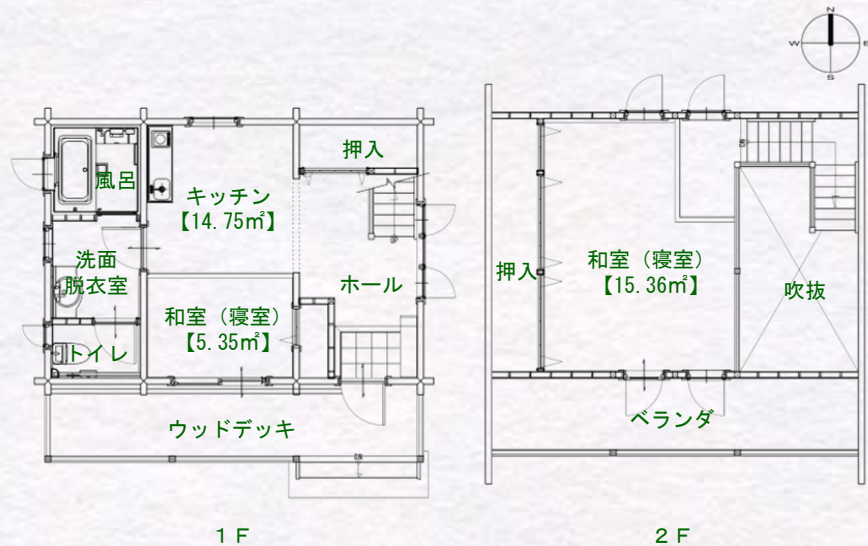 N
W
E
S
押入
風呂
キッチン
【14.75㎡】
洗面
脱衣室
ホール
和室（寝室）
【5.35㎡】
トイレ
ウッドデッキ
1F
押入
和室（寝室）
【15.36㎡】
吹抜
ベランダ
2F